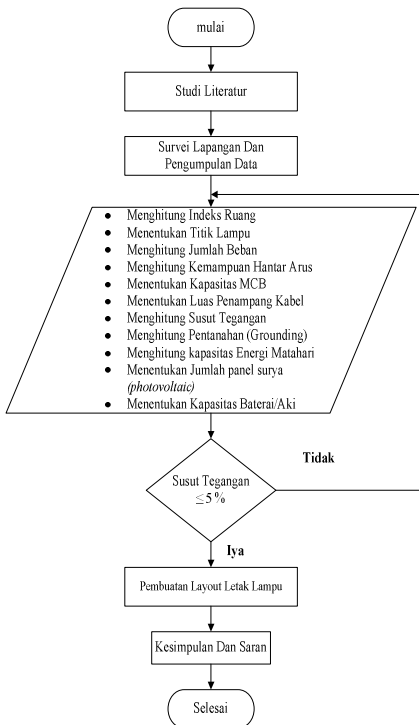 mulai
Studi Literatur
Survei Lapangan Dan
Pengumpulan Data
• Menghitung Indeks Ruang
• Menentukan Titik Lampu
• Menghitung Jumlah Beban
• Menghitung Kemampuan Hantar Arus
• Menentukan Kapasitas MCB
• Menentukan Luas Penampang Kabel
• Menghitung Susut Tegangan
• Menghitung Pentanahan (Grounding)
• Menghitung kapasitas Energi Matahari
• Menentukan Jumlah panel surya
(photovoltaic)
• Menentukan Kapasitas Baterai/Aki
Tidak
Susut Tegangan
≤5 %
Iya
Pembuatan Layout Letak Lampu
Kesimpulan Dan Saran
Selesai